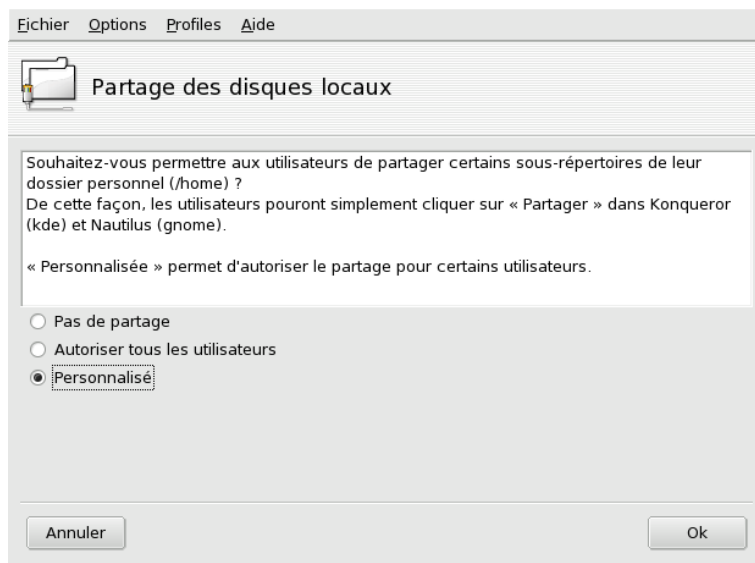 Fichier Options Profiles Aide
Partage des disques locaux
Souhaitez-vous permettre aux utilisateurs de partager certains sous-répertoires de leur
dossier personnel (/home) ?
De cette façon, les utilisateurs pouront simplement cliquer sur « Partager » dans Konqueror
(kde) et Nautilus (gnome).
« Personnalisée » permet d'autoriser le partage pour certains utilisateurs.
Pas de partage
Autoriser tous les utilisateurs
Personnalisé
Annuler Ok